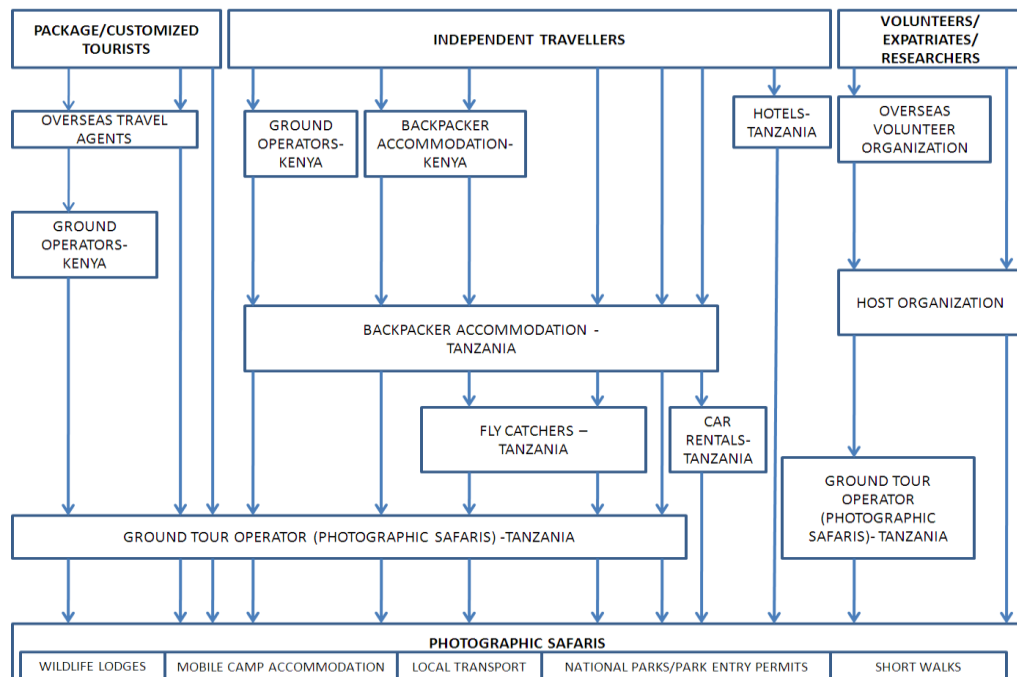 PACKAGE/CUSTOMIZED
TOURISTS
INDEPENDENT TRAVELLERS
VOLUNTEERS/
EXPATRIATES/
RESEARCHERS
OVERSEAS TRAVEL
AGENTS
GROUND
OPERATORS-
KENYA
BACKPACKER
ACCOMMODATION-
KENYA
HOTELS-
TANZANIA
OVERSEAS
VOLUNTEER
ORGANIZATION
GROUND
OPERATORS-
KENYA
HOST ORGANIZATION
BACKPACKER ACCOMMODATION -
TANZANIA
FLY CATCHERS –
TANZANIA
CAR
RENTALS-
TANZANIA
GROUND TOUR
OPERATOR
(PHOTOGRAPHIC
SAFARIS)- TANZANIA
GROUND TOUR OPERATOR (PHOTOGRAPHIC SAFARIS) -TANZANIA
PHOTOGRAPHIC SAFARIS
WILDLIFE LODGES
MOBILE CAMP ACCOMMODATION
LOCAL TRANSPORT
NATIONAL PARKS/PARK ENTRY PERMITS
SHORT WALKS